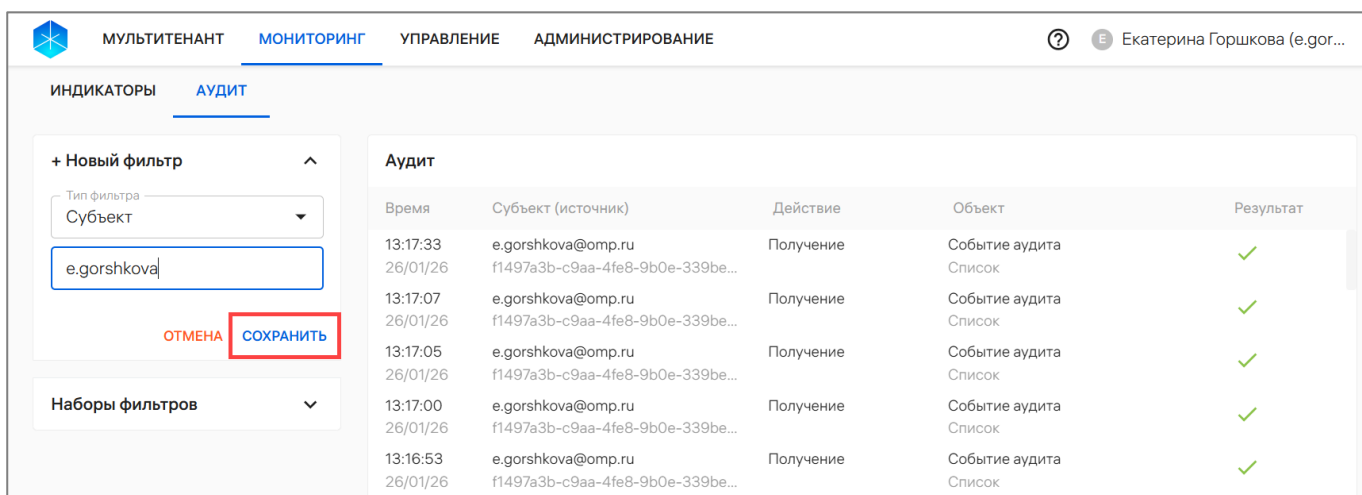 МУЛЬТИТЕНАНТ МОНИТОРИНГ УПРАВЛЕНИЕ АДМИНИСТРИРОВАНИЕ ? E Екатерина Горшкова (e.gor...
ИНДИКАТОРЫ АУДИТ
+ Новый фильтр
Тип фильтра
Субъект
e.gorshkova
ОТМЕНА СОХРАНИТЬ
Наборы фильтров
Аудит
Время Субъект (источник) Действие Объект Результат
13:17:33 e.gorshkova@omp.ru Получение Событие аудита
26/01/26 f1497a3b-c9aa-4fe8-9b0e-339be... Список
13:17:07 e.gorshkova@omp.ru Получение Событие аудита
26/01/26 f1497a3b-c9aa-4fe8-9b0e-339be... Список
13:17:05 e.gorshkova@omp.ru Получение Событие аудита
26/01/26 f1497a3b-c9aa-4fe8-9b0e-339be... Список
13:17:00 e.gorshkova@omp.ru Получение Событие аудита
26/01/26 f1497a3b-c9aa-4fe8-9b0e-339be... Список
13:16:53 e.gorshkova@omp.ru Получение Событие аудита
26/01/26 f1497a3b-c9aa-4fe8-9b0e-339be... Список